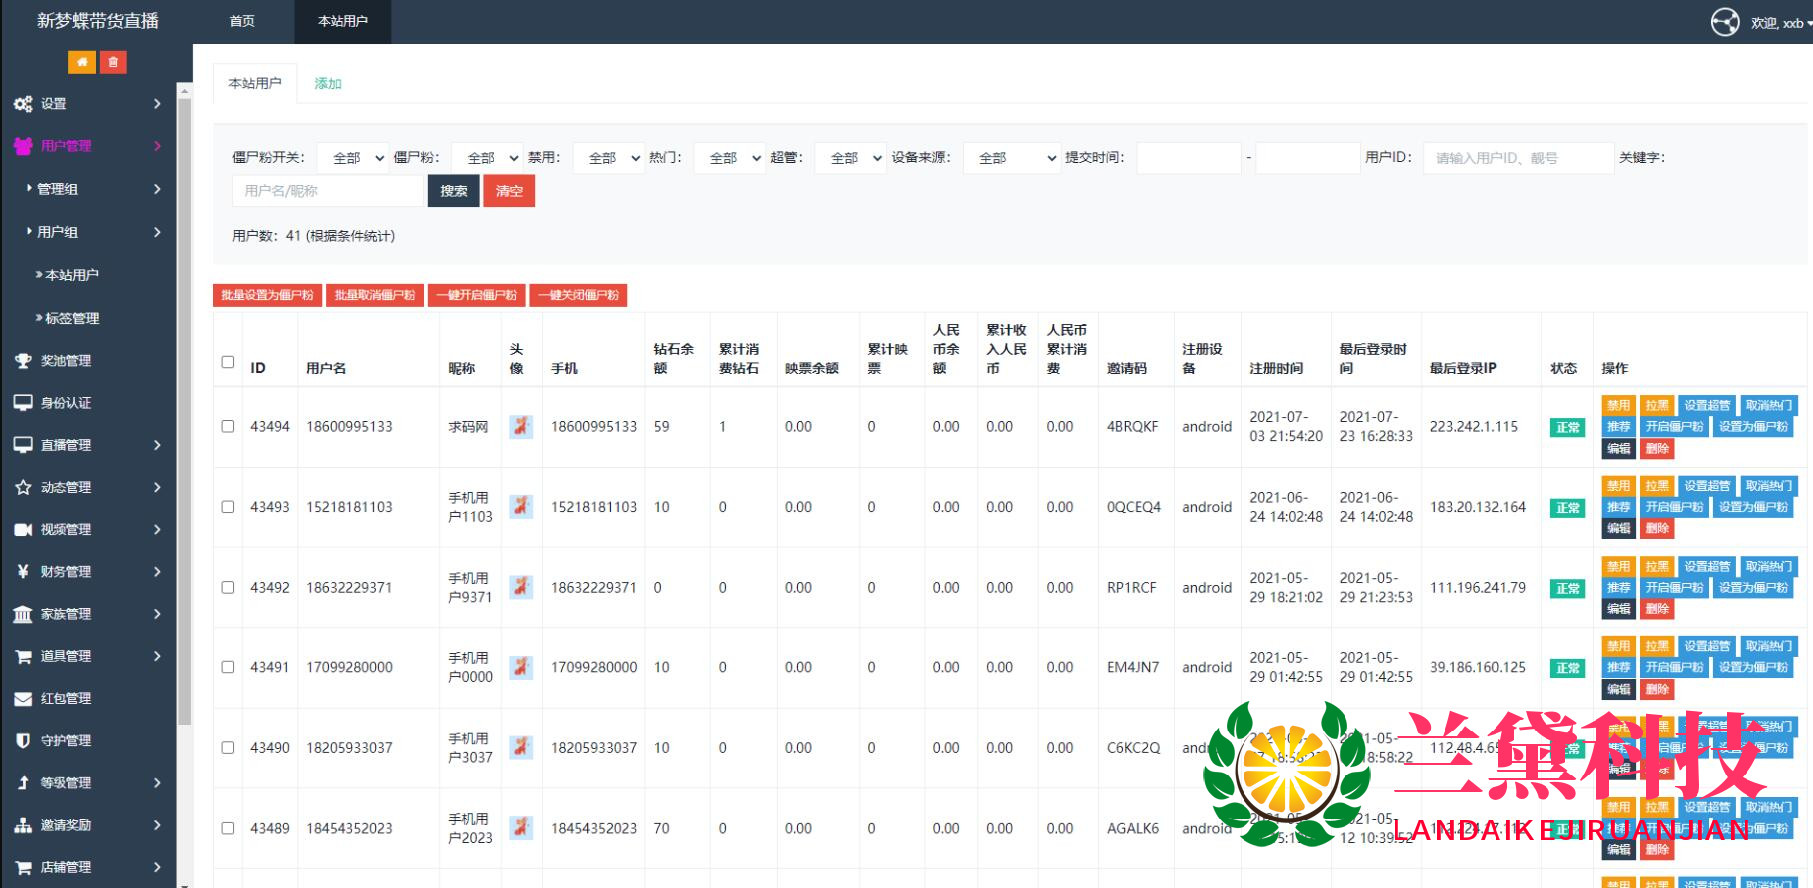 新梦蝶带货直播 首页 本站用户 欢迎, xxb
设置
用户管理
管理组
用户组
本站用户
标签管理
奖池管理
身份认证
直播管理
动态管理
视频管理
财务管理
家族管理
道具管理
红包管理
守护管理
等级管理
邀请奖励
店铺管理
本站用户 添加
僵尸粉开关： 全部 僵尸粉： 全部 禁用： 全部 热门： 全部 超管： 全部 设备来源： 全部 提交时间： - 用户ID： 请输入用户ID、靓号 关键字：
用户名/昵称 搜索 清空
用户数：41 (根据条件统计)
批量设置为僵尸粉 批量取消僵尸粉 一键开启僵尸粉 一键关闭僵尸粉
ID 用户名 昵称 头像 手机 钻石余额 累计消费钻石 映票余额 累计映票 人民币余额 累计收入人民币 人民币累计消费 邀请码 注册设备 注册时间 最后登录时间 最后登录IP 状态 操作
43494 18600995133 求码网 18600995133 59 1 0.00 0 0.00 0.00 0.00 4BRQKF android 2021-07-03 21:54:20 2021-07-23 16:28:33 223.242.1.115 正常 禁用 拉黑 设置超管 取消热门
推荐 开启僵尸粉 设置为僵尸粉
编辑 删除
43493 15218181103 手机用户1103 15218181103 10 0 0.00 0 0.00 0.00 0.00 0QCEQ4 android 2021-06-24 14:02:48 2021-06-24 14:02:48 183.20.132.164 正常 禁用 拉黑 设置超管 取消热门
推荐 开启僵尸粉 设置为僵尸粉
编辑 删除
43492 18632229371 手机用户9371 18632229371 0 0 0.00 0 0.00 0.00 0.00 RP1RCF android 2021-05-29 18:21:02 2021-05-29 21:23:53 111.196.241.79 正常 禁用 拉黑 设置超管 取消热门
推荐 开启僵尸粉 设置为僵尸粉
编辑 删除
43491 17099280000 手机用户0000 17099280000 10 0 0.00 0 0.00 0.00 0.00 EM4JN7 android 2021-05-29 01:42:55 2021-05-29 01:42:55 39.186.160.125 正常 禁用 拉黑 设置超管 取消热门
推荐 开启僵尸粉 设置为僵尸粉
编辑 删除
43490 18205933037 手机用户3037 18205933037 10 0 0.00 0 0.00 0.00 0.00 C6KC2Q 18:58:22
43489 18454352023 手机用户2023 18454352023 70 0 0.00 0 0.00 0.00 0.00 AGALK6 android 12 10:39:52 禁用 拉黑 设置超管 取消热门
编辑 删除
禁用 拉黑 设置超管 取消热门
兰黛科技
LANDAIKEJIRUANJIAN